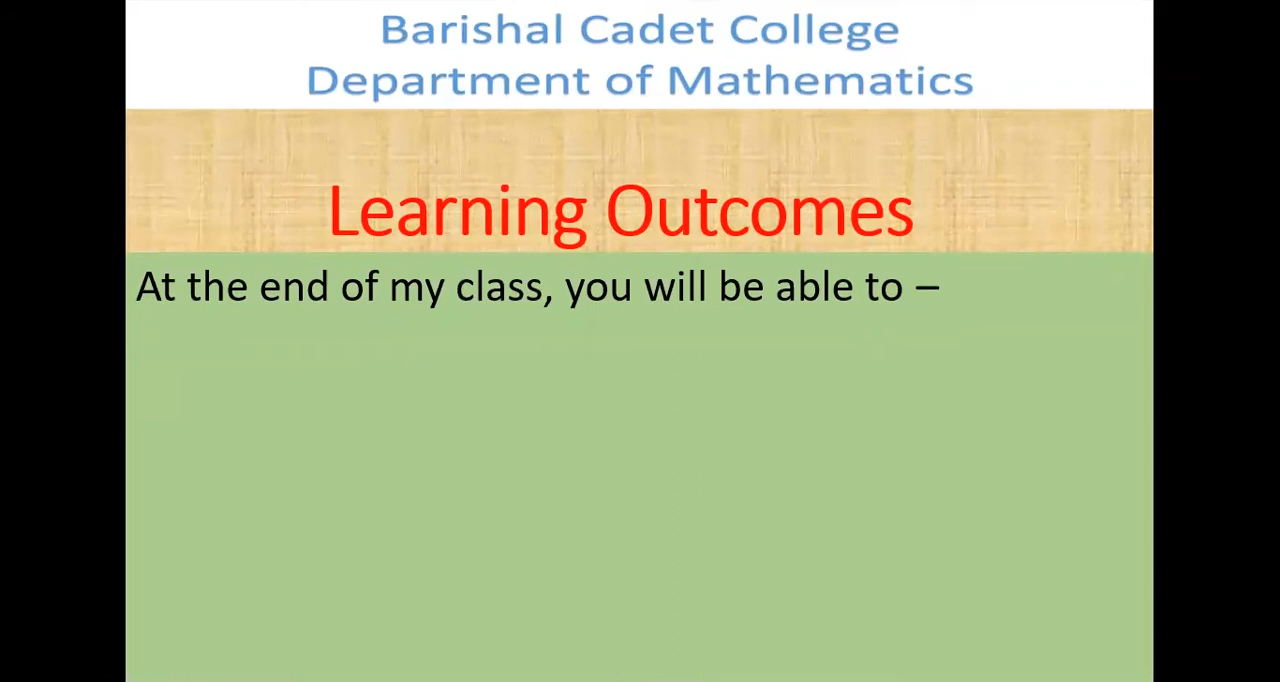 Barishal Cadet College
Department of Mathematics
Learning Outcomes
At the end of my class, you will be able to –